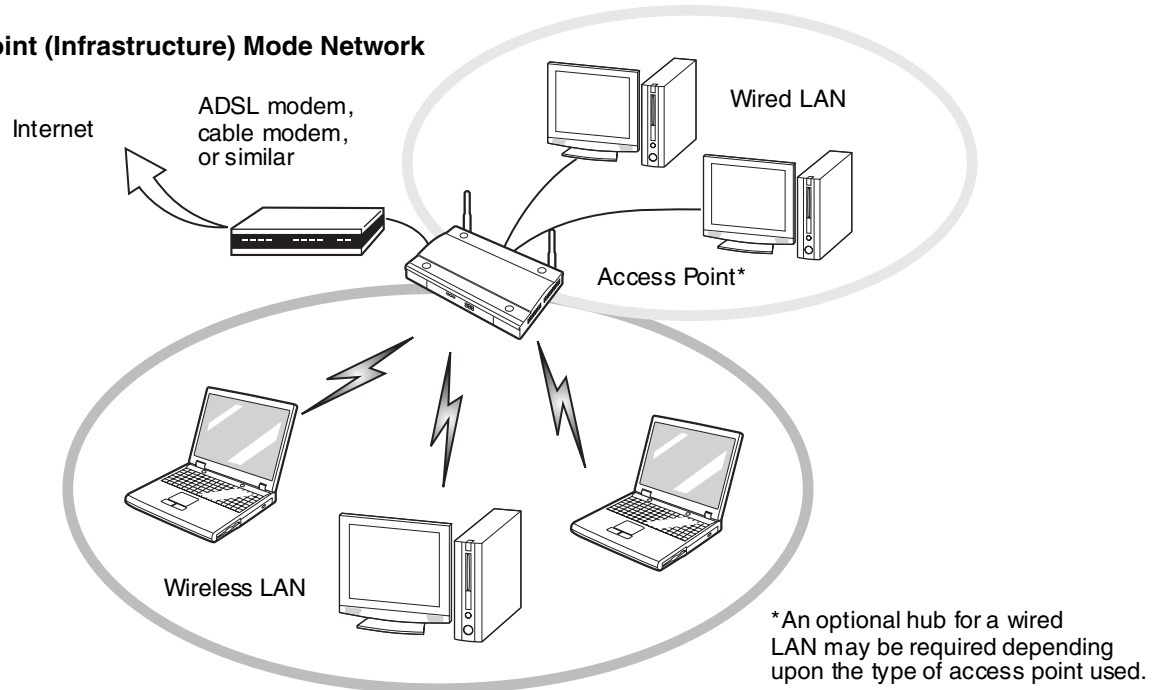 oint (Infrastructure) Mode Network
Internet
ADSL modem,
cable modem,
or similar
Wired LAN
Access Point*
Wireless LAN
*An optional hub for a wired
LAN may be required depending
upon the type of access point used.